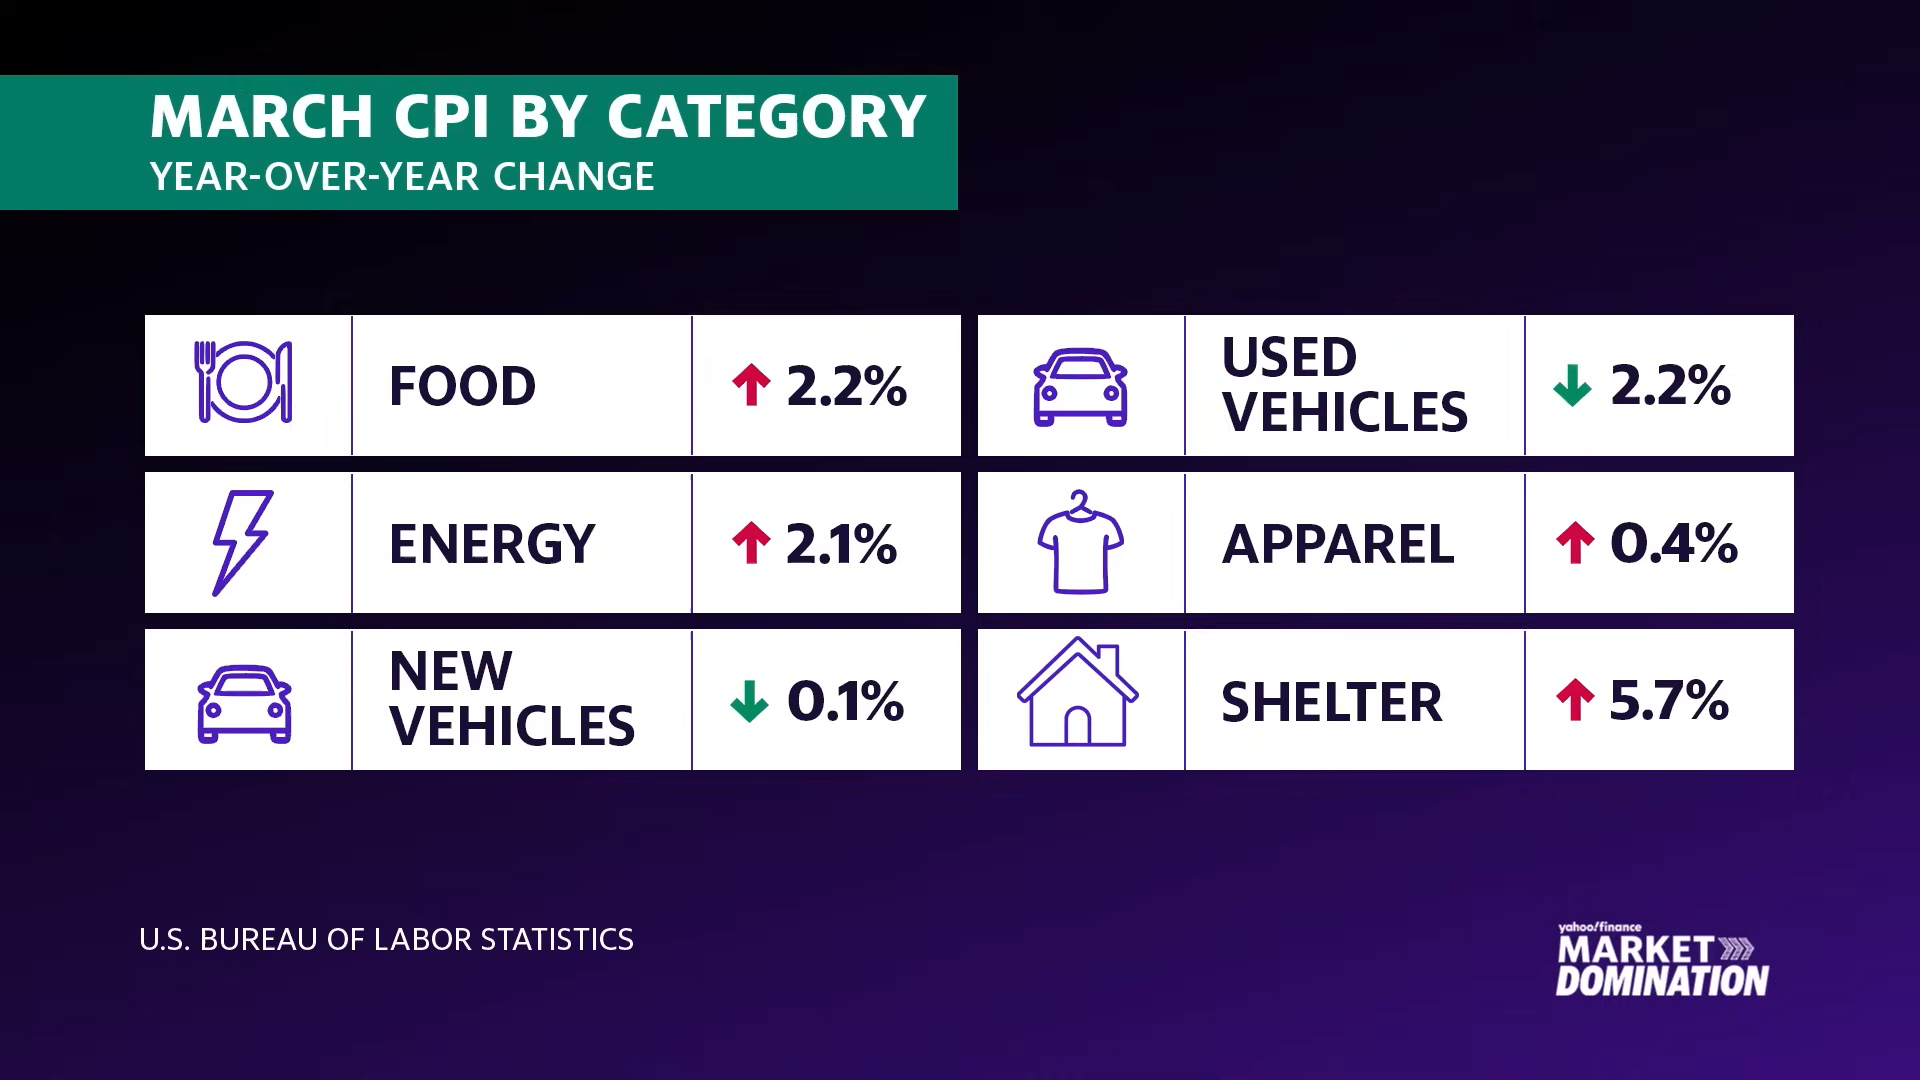 MARCH CPI BY CATEGORY
YEAR-OVER-YEAR CHANGE
FOOD
2.2%
ENERGY
2.1%
NEW
VEHICLES
0.1%
USED
VEHICLES
2.2%
APPAREL
0.4%
SHELTER
5.7%
U.S. BUREAU OF LABOR STATISTICS
yahoo!finance
MARKET
DOMINATION